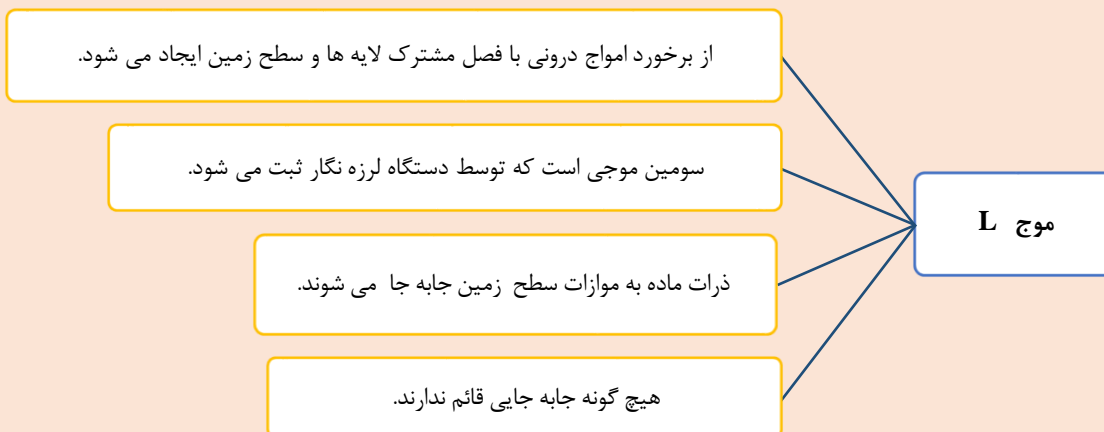 موج L
از برخورد امواج درونی با فصل مشترک لایه ها و سطح زمین ایجاد می شود.
سومین موجی است که توسط دستگاه لرزه نگار ثبت می شود.
ذرات ماده به موازات سطح زمین جابه جا می شوند.
هیچ گونه جابه جایی قائم ندارند.